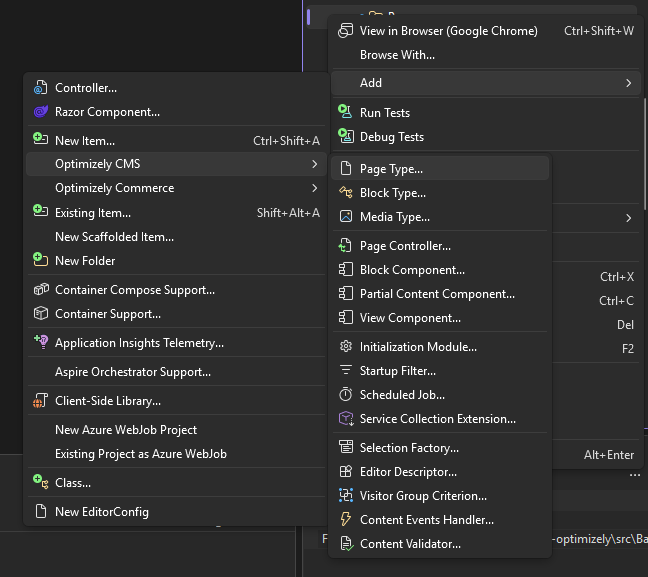 View in Browser (Google Chrome) Ctrl+Shift+W
Browse With...
Add
Run Tests
Debug Tests
Ctrl+X
Ctrl+C
Del
F2
Alt+Enter
Controller...
Razor Component...
New Item... Ctrl+Shift+A
Optimizely CMS
Optimizely Commerce
Existing Item... Shift+Alt+A
New Scaffolded Item...
New Folder
Container Compose Support...
Container Support...
Application Insights Telemetry...
Aspire Orchestrator Support...
Client-Side Library...
New Azure WebJob Project
Existing Project as Azure WebJob
Class...
New EditorConfig
Page Type...
Block Type...
Media Type...
Page Controller...
Block Component...
Partial Content Component...
View Component...
Initialization Module...
Startup Filter...
Scheduled Job...
Service Collection Extension...
Selection Factory...
Editor Descriptor...
Visitor Group Criterion...
Content Events Handler...
Content Validator...
-optimizely\src\Ba